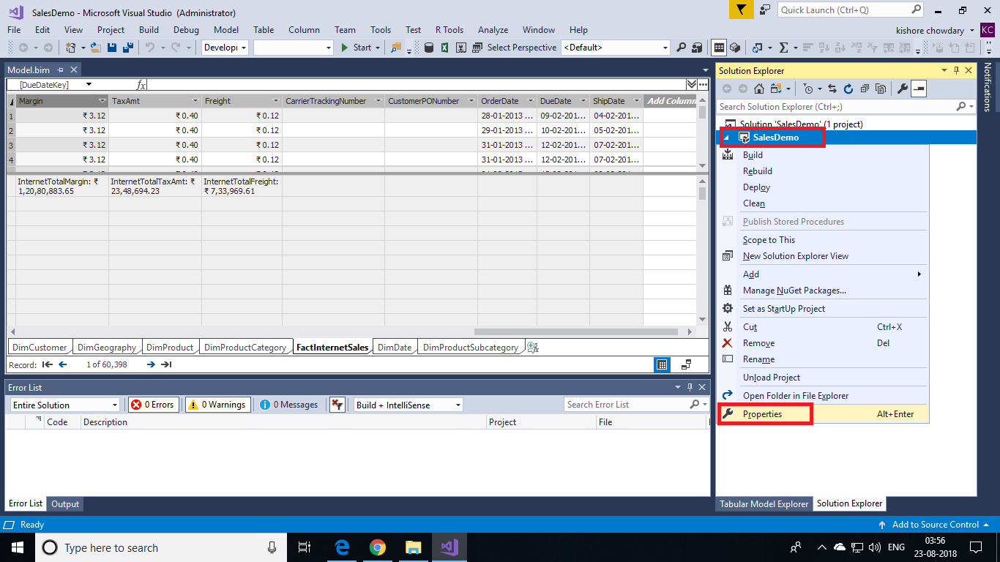 SalesDemo - Microsoft Visual Studio (Administrator)
Quick Launch (Ctrl+Q)
File Edit View Project Build Debug Model Table Column Team Tools Test R Tools Analyze Window Help
kishore chowdary KC
Developı Start Select Perspective <Default>
Model.bim
[DueDateKey] fx
Margin TaxAmt Freight CarrierTrackingNumber CustomerPONumber OrderDate DueDate ShipDate Add Column
1 ₹ 3.12 ₹ 0.40 ₹ 0.12 28-01-2013 ... 09-02-201... 04-02-201...
2 ₹ 3.12 ₹ 0.40 ₹ 0.12 29-01-2013 ... 10-02-201... 05-02-201...
3 ₹ 3.12 ₹ 0.40 ₹ 0.12 31-01-2013 ... 12-02-201... 07-02-201...
4 ₹ 3.12 ₹ 0.40 ₹ 0.12 31-01-2013 ... 12-02-201... 07-02-201...
InternetTotalMargin: ₹ InternetTotalTaxAmt: ₹ InternetTotalFreight:
1,20,80,883.65 23,48,694.23 ₹ 7,33,969.61
DimCustomer DimGeography DimProduct DimProductCategory FactInternetSales DimDate DimProductSubcategory
Record: 1 of 60,398
Error List
Entire Solution 0 Errors 0 Warnings 0 Messages Build + IntelliSense Search Error List
Code Description Project File
Error List Output
Solution Explorer
Search Solution Explorer (Ctrl+;)
Solution 'SalesDemo' (1 project)
SalesDemo
Build
Rebuild
Deploy
Clean
Publish Stored Procedures
Scope to This
New Solution Explorer View
Add
Manage NuGet Packages...
Set as StartUp Project
Cut Ctrl+X
Remove Del
Rename
Unload Project
Open Folder in File Explorer
Properties Alt+Enter
Tabular Model Explorer Solution Explorer
Notifications
Ready Add to Source Control
Type here to search
ENG 03:56
23-08-2018